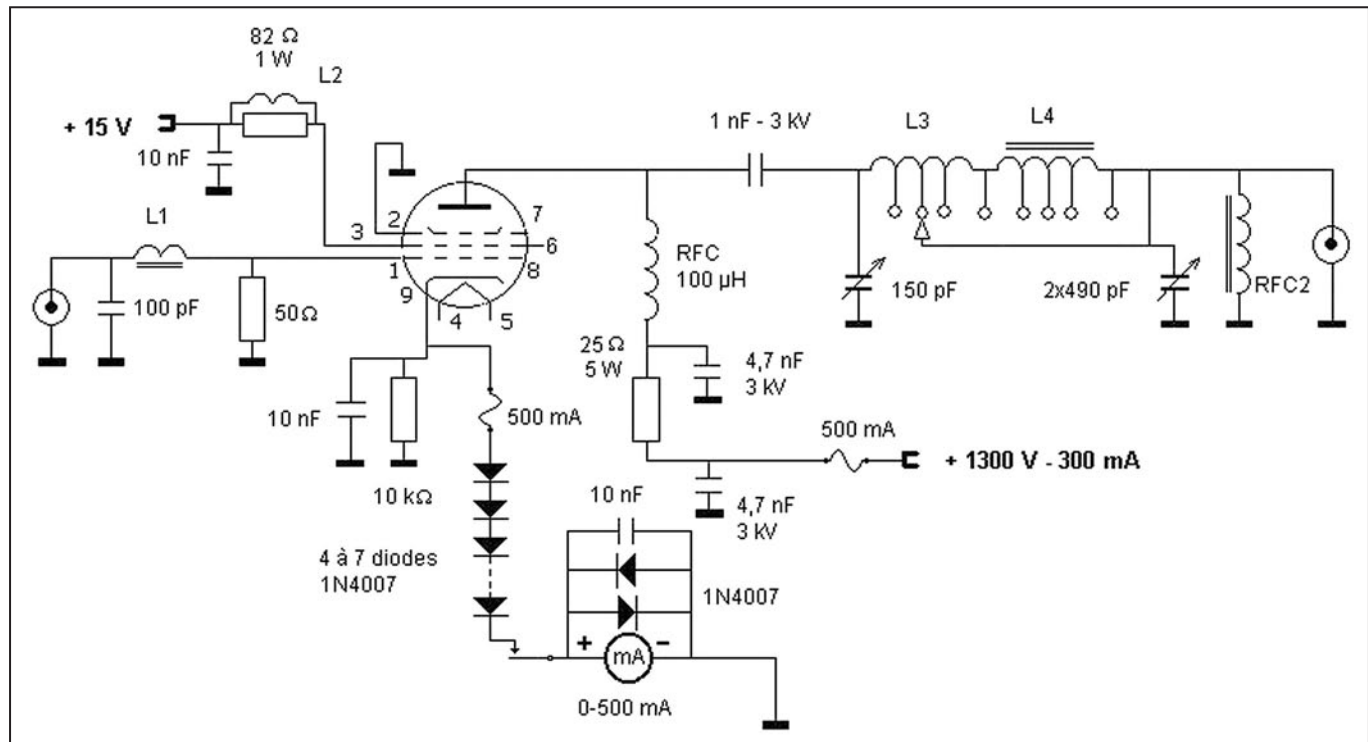 82 Ω
1 W
L2
+ 15 V
10 nF
L1
100 pF
50Ω
2
3
1
9
4
5
7
6
8
1 nF - 3 kV
L3
L4
RFC
100 µH
150 pF
2x490 pF
RFC2
25Ω
5 W
4,7 nF
3 kV
500 mA
+ 1300 V - 300 mA
4,7 nF
3 kV
10 nF
10 kΩ
500 mA
4 à 7 diodes
1N4007
10 nF
1N4007
+
−
mA
0-500 mA